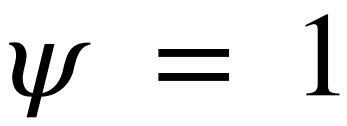 ψ = 1